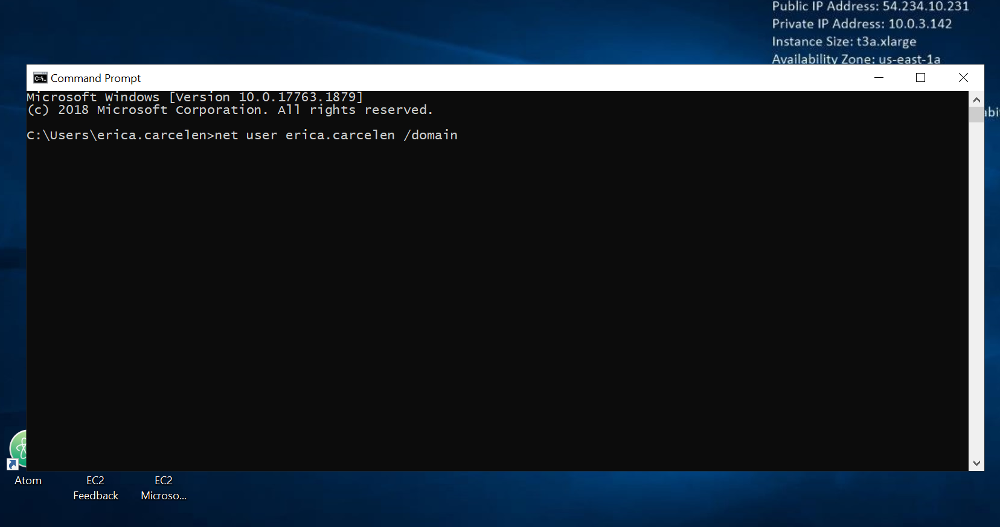 Public IP Address: 54.234.10.231
Private IP Address: 10.0.3.142
Instance Size: t3a.xlarge
Availability Zone: us-east-1a
Command Prompt
Microsoft Windows [Version 10.0.17763.1879]
(c) 2018 Microsoft Corporation. All rights reserved.
C:\Users\erica.carcelen>net user erica.carcelen /domain
Atom
EC2
Feedback
EC2
Microso...